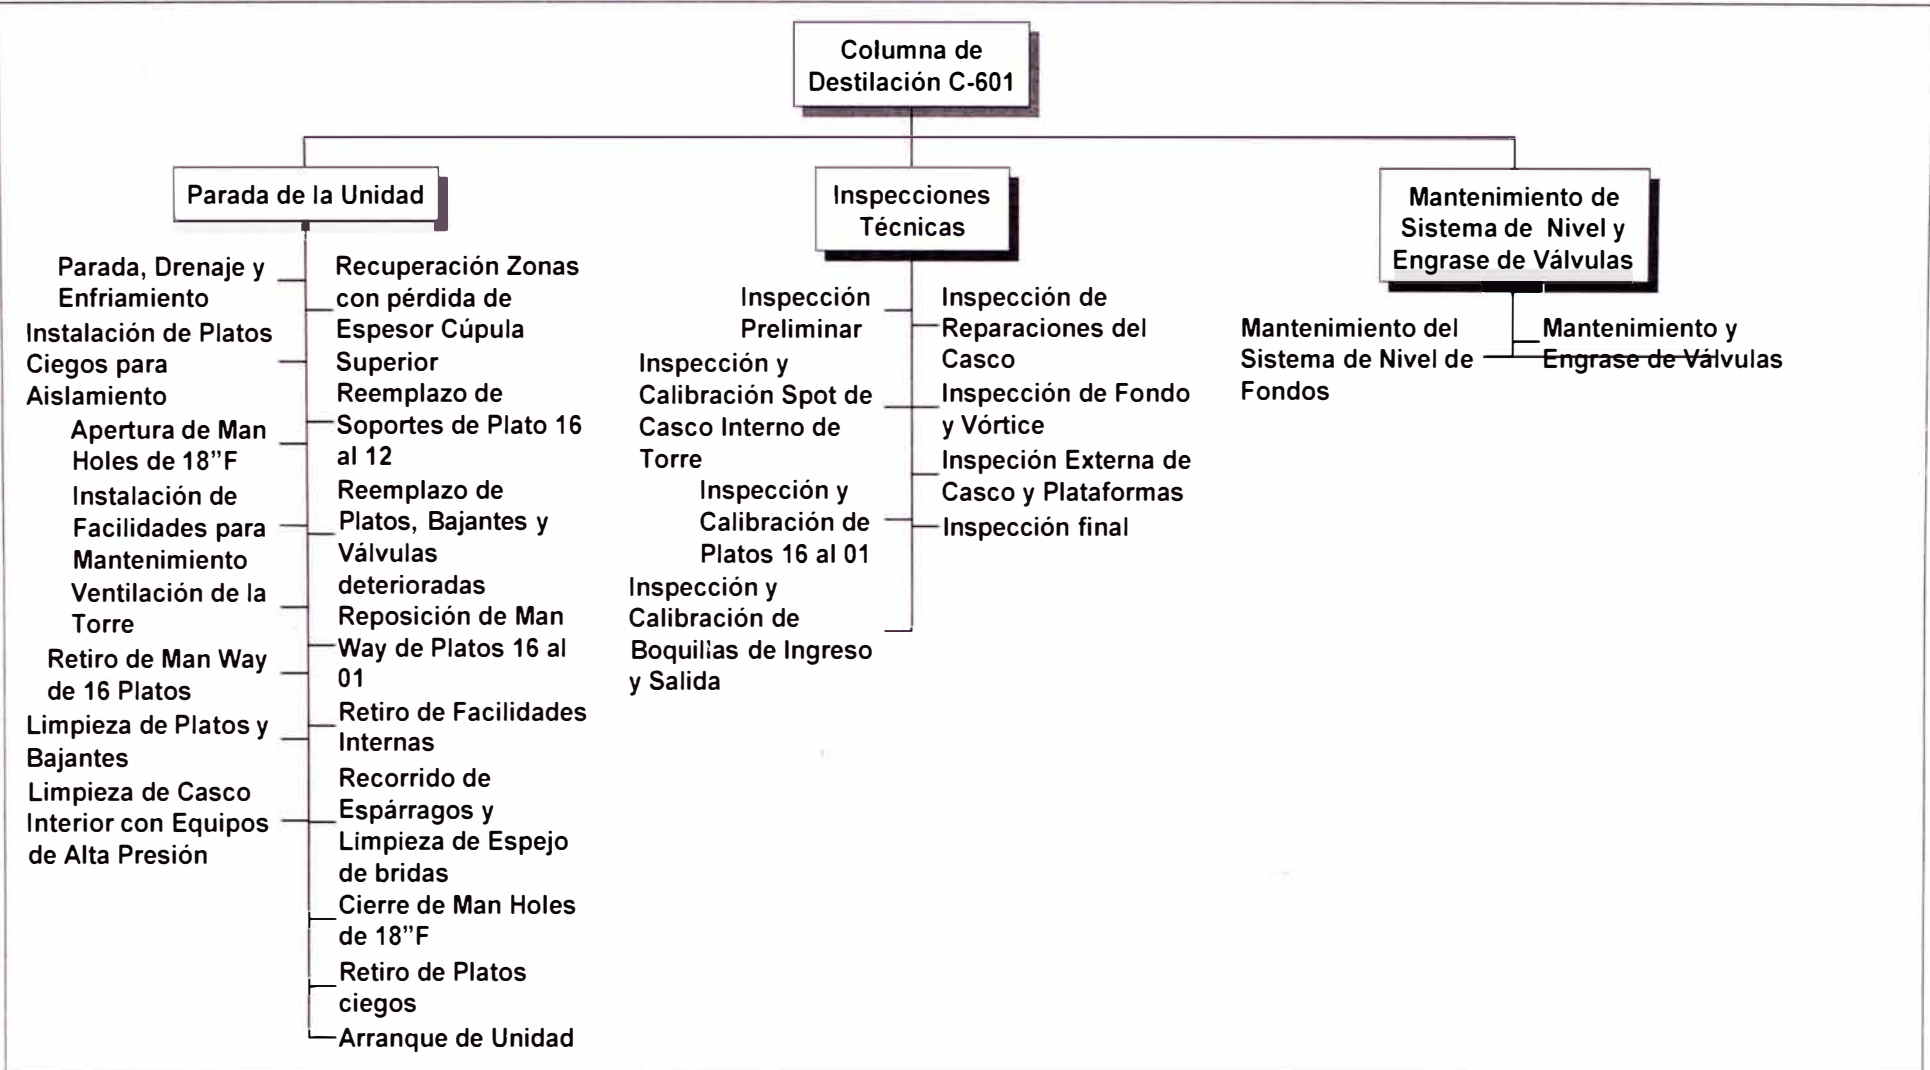 Columna de
Destilación C-601
Parada de la Unidad
Parada, Drenaje y
Enfriamiento
Instalación de Platos
Ciegos para
Aislamiento
Apertura de Man
Holes de 18”F
Instalación de
Facilidades para
Mantenimiento
Ventilación de la
Torre
Retiro de Man Way
de 16 Platos
Limpieza de Platos y
Bajantes
Limpieza de Casco
Interior con Equipos
de Alta Presión
Recuperación Zonas
con pérdida de
Espesor Cúpula
Superior
Reemplazo de
Soportes de Plato 16
al 12
Reemplazo de
Platos, Bajantes y
Válvulas
deterioradas
Reposición de Man
Way de Platos 16 al
01
Retiro de Facilidades
Internas
Recorrido de
Espárragos y
Limpieza de Espejo
de bridas
Cierre de Man Holes
de 18”F
Retiro de Platos
ciegos
Arranque de Unidad
Inspecciones
Técnicas
Inspección
Preliminar
Inspección y
Calibración Spot de
Casco Interno de
Torre
Inspección y
Calibración de
Platos 16 al 01
Inspección y
Calibración de
Boquillas de Ingreso
y Salida
Inspección de
Reparaciones del
Casco
Inspección de Fondo
y Vórtice
Inspeción Externa de
Casco y Plataformas
Inspección final
Mantenimiento de
Sistema de Nivel y
Engrase de Válvulas
Mantenimiento del
Sistema de Nivel de
Fondos
Mantenimiento y
Engrase de Válvulas